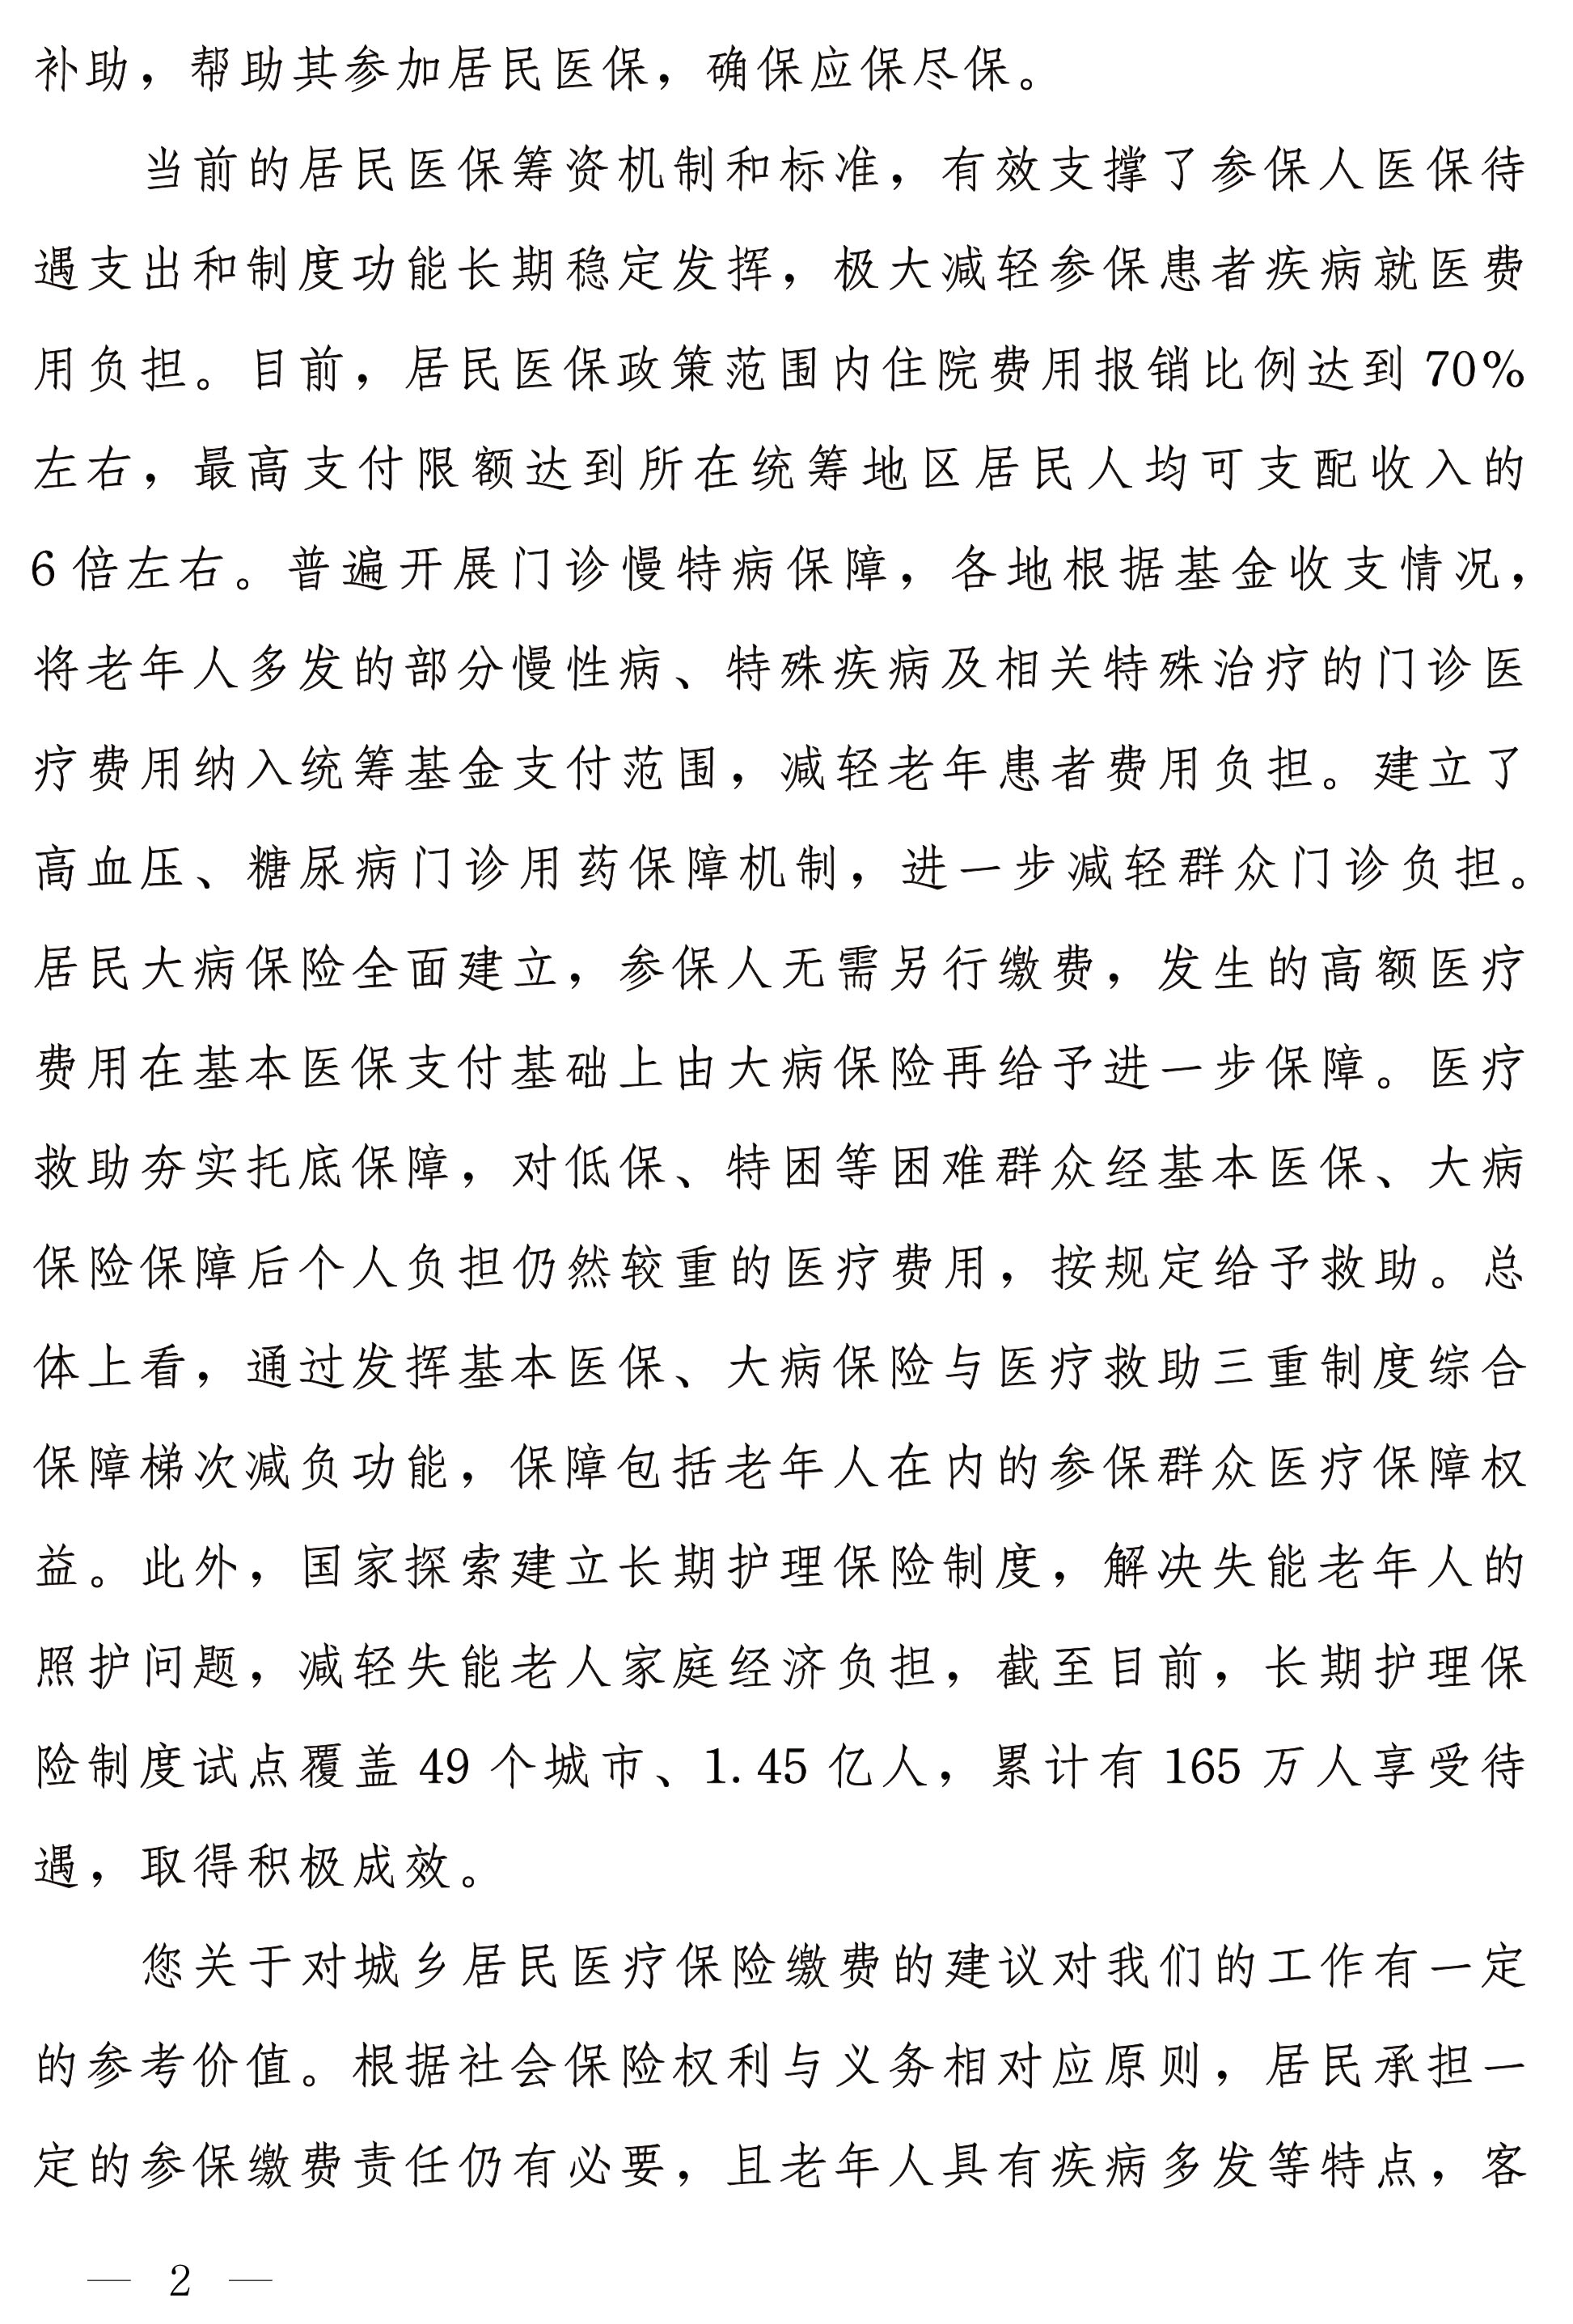 补助，帮助其参加居民医保，确保应保尽保。
当前的居民医保筹资机制和标准，有效支撑了参保人医保待
遇支出和制度功能长期稳定发挥，极大减轻参保患者疾病就医费
用负担。目前，居民医保政策范围内住院费用报销比例达到 70%
左右，最高支付限额达到所在统筹地区居民人均可支配收入的
6 倍左右。普遍开展门诊慢特病保障，各地根据基金收支情况，
将老年人多发的部分慢性病、特殊疾病及相关特殊治疗的门诊医
疗费用纳入统筹基金支付范围，减轻老年患者费用负担。建立了
高血压、糖尿病门诊用药保障机制，进一步减轻群众门诊负担。
居民大病保险全面建立，参保人无需另行缴费，发生的高额医疗
费用在基本医保支付基础上由大病保险再给予进一步保障。医疗
救助夯实托底保障，对低保、特困等困难群众经基本医保、大病
保险保障后个人负担仍然较重的医疗费用，按规定给予救助。总
体上看，通过发挥基本医保、大病保险与医疗救助三重制度综合
保障梯次减负功能，保障包括老年人在内的参保群众医疗保障权
益。此外，国家探索建立长期护理保险制度，解决失能老年人的
照护问题，减轻失能老人家庭经济负担，截至目前，长期护理保
险制度试点覆盖 49 个城市、1.45 亿人，累计有 165 万人享受待
遇，取得积极成效。
您关于对城乡居民医疗保险缴费的建议对我们的工作有一定
的参考价值。根据社会保险权利与义务相对应原则，居民承担一
定的参保缴费责任仍有必要，且老年人具有疾病多发等特点，客
— 2 —